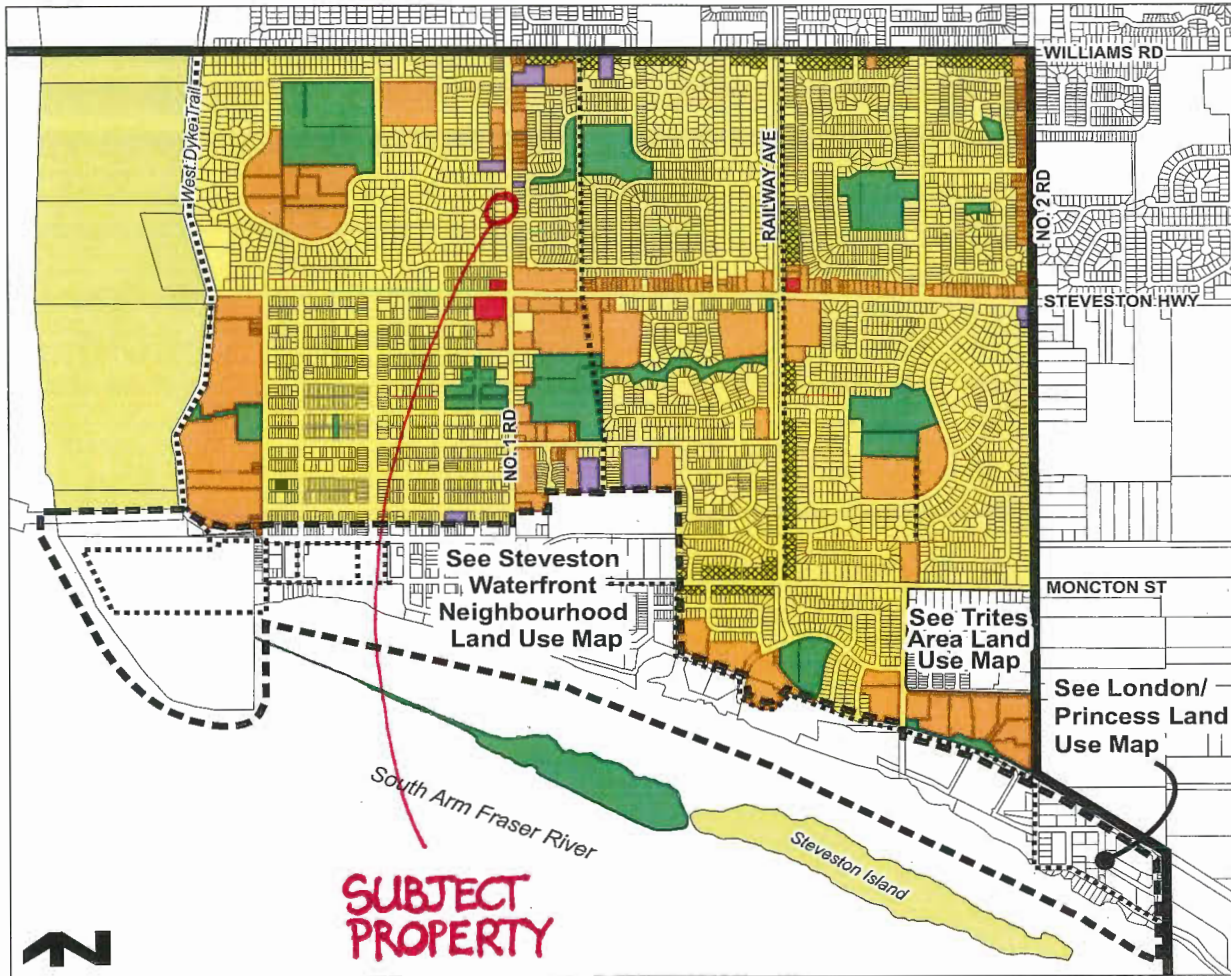 WILLIAMS RD
West Dyke Trail
RAILWAY AVE
NO. 2 RD
STEVESTON HWY
NO. 1 RD
See Steveston
Waterfront
Neighbourhood
Land Use Map
MONCTON ST
See Trites
Area Land
Use Map
See London/
Princess Land
Use Map
South Arm Fraser River
Steveston Island
SUBJECT
PROPERTY
N